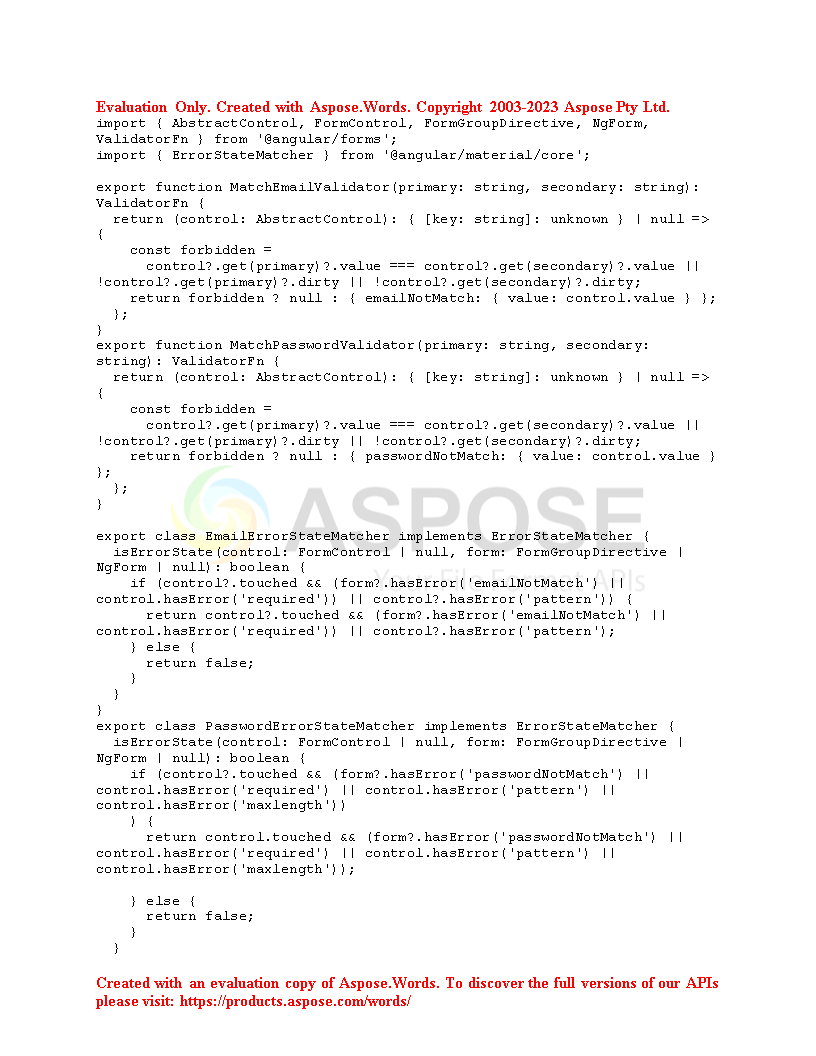 Evaluation Only. Created with Aspose.Words. Copyright 2003-2023 Aspose Pty Ltd.
import { AbstractControl, FormControl, FormGroupDirective, NgForm,
ValidatorFn } from '@angular/forms';
import { ErrorStateMatcher } from '@angular/material/core';

export function MatchEmailValidator(primary: string, secondary: string):
ValidatorFn {
  return (control: AbstractControl): { [key: string]: unknown } | null =>
{
    const forbidden =
      control?.get(primary)?.value === control?.get(secondary)?.value ||
!control?.get(primary)?.dirty || !control?.get(secondary)?.dirty;
    return forbidden ? null : { emailNotMatch: { value: control.value } };
  };
}
export function MatchPasswordValidator(primary: string, secondary:
string): ValidatorFn {
  return (control: AbstractControl): { [key: string]: unknown } | null =>
{
    const forbidden =
      control?.get(primary)?.value === control?.get(secondary)?.value ||
!control?.get(primary)?.dirty || !control?.get(secondary)?.dirty;
    return forbidden ? null : { passwordNotMatch: { value: control.value }
};
  };
}
ASPOSE
Your File Format APIs

export class EmailErrorStateMatcher implements ErrorStateMatcher {
  isErrorState(control: FormControl | null, form: FormGroupDirective |
NgForm | null): boolean {
    if (control?.touched && (form?.hasError('emailNotMatch') ||
control.hasError('required')) || control?.hasError('pattern')) {
      return control?.touched && (form?.hasError('emailNotMatch') ||
control.hasError('required')) || control?.hasError('pattern');
    } else {
      return false;
    }
  }
}
export class PasswordErrorStateMatcher implements ErrorStateMatcher {
  isErrorState(control: FormControl | null, form: FormGroupDirective |
NgForm | null): boolean {
    if (control?.touched && (form?.hasError('passwordNotMatch') ||
control.hasError('required') || control.hasError('pattern') ||
control.hasError('maxlength'))
    ) {
      return control.touched && (form?.hasError('passwordNotMatch') ||
control.hasError('required') || control.hasError('pattern') ||
control.hasError('maxlength'));

    } else {
      return false;
    }
  }

Created with an evaluation copy of Aspose.Words. To discover the full versions of our APIs
please visit: https://products.aspose.com/words/